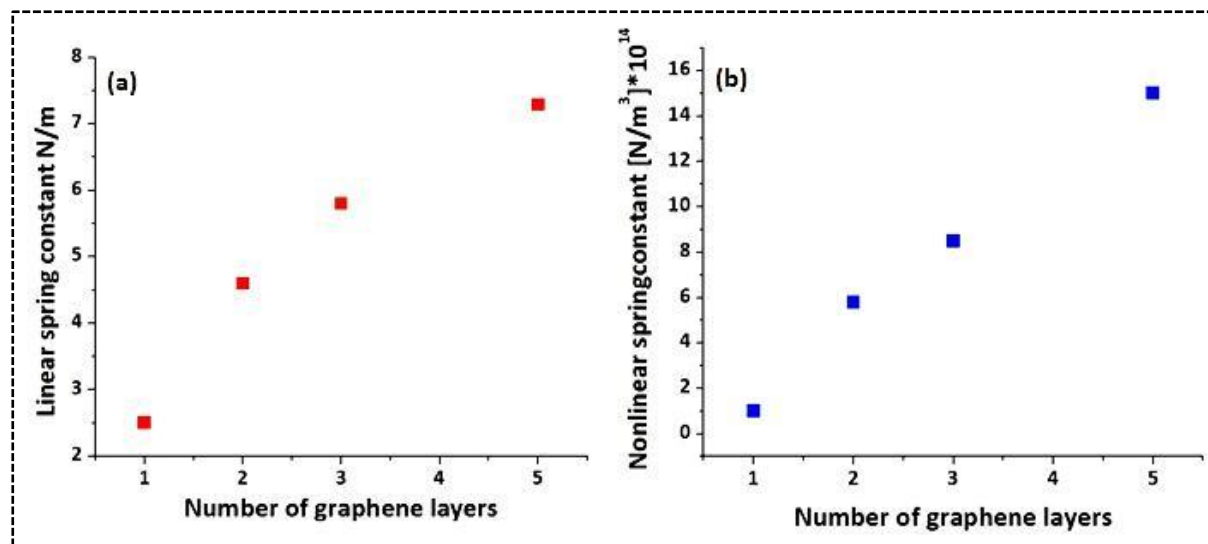 (a)
Linear spring constant N/m
8
7
6
5
4
3
2
1 2 3 4 5
Number of graphene layers
(b)
Nonlinear springconstant [N/m³]*10¹⁴
16
14
12
10
8
6
4
2
0
1 2 3 4 5
Number of graphene layers